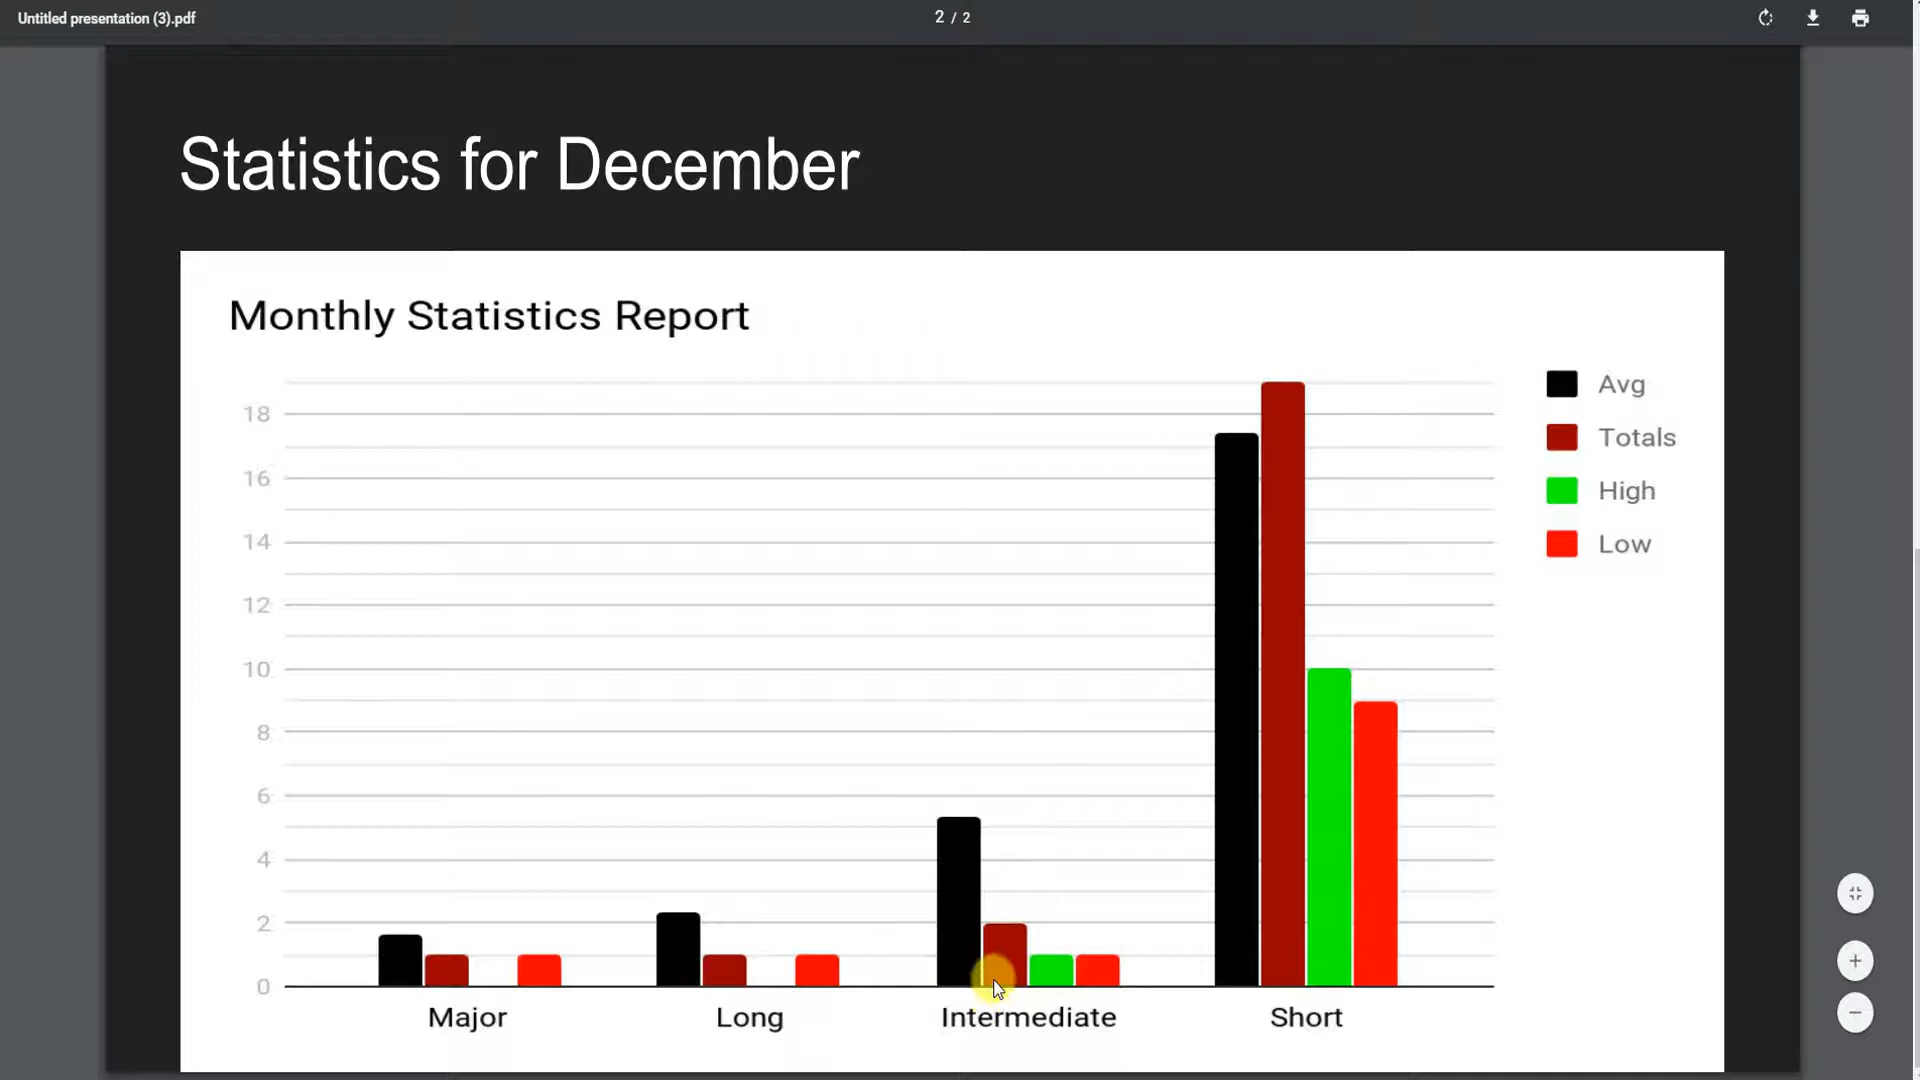 Untitled presentation (3).pdf
2 / 2
Statistics for December
Monthly Statistics Report
18
16
14
12
10
8
6
4
2
0
Avg
Totals
High
Low
Major
Long
Intermediate
Short